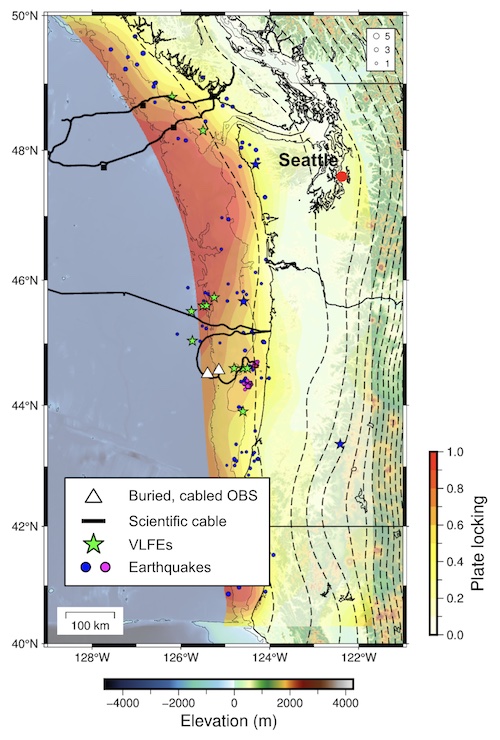 50°N
48°N
46°N
44°N
42°N
40°N
5
3
1
Seattle
Buried, cabled OBS
Scientific cable
VLFEs
Earthquakes
100 km
128°W
126°W
124°W
122°W
1.0
0.8
0.6
0.4
0.2
0.0
Plate locking
−4000
−2000
0
2000
4000
Elevation (m)